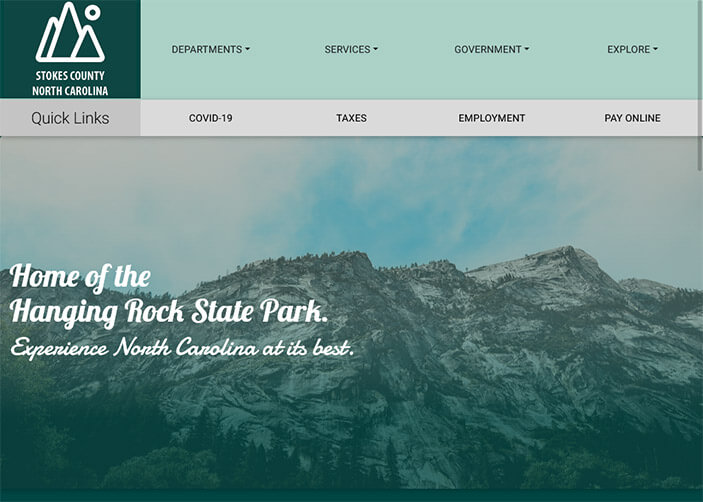 STOKES COUNTY
NORTH CAROLINA
DEPARTMENTS
SERVICES
GOVERNMENT
EXPLORE
Quick Links
COVID-19
TAXES
EMPLOYMENT
PAY ONLINE
Home of the
Hanging Rock State Park.
Experience North Carolina at its best.